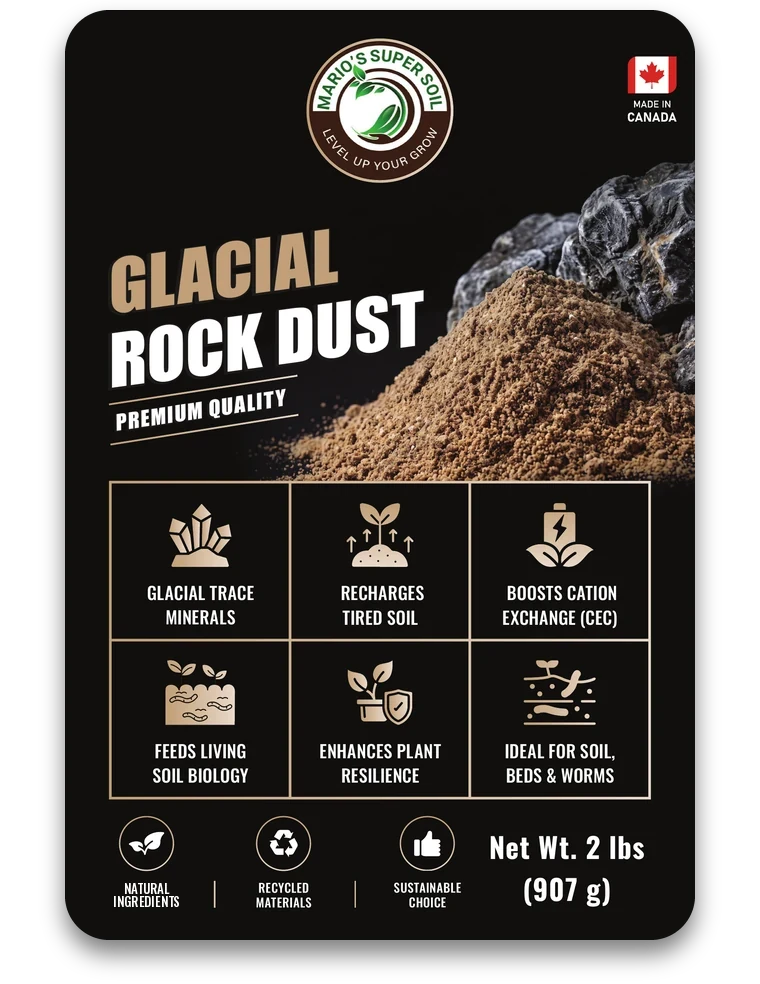 MARIO'S SUPER SOIL
LEVEL UP YOUR GROW
MADE IN
CANADA
GLACIAL
ROCK DUST
PREMIUM QUALITY
GLACIAL TRACE
MINERALS
RECHARGES
TIRED SOIL
BOOSTS CATION
EXCHANGE (CEC)
FEEDS LIVING
SOIL BIOLOGY
ENHANCES PLANT
RESILIENCE
IDEAL FOR SOIL,
BEDS & WORMS
NATURAL
INGREDIENTS
RECYCLED
MATERIALS
SUSTAINABLE
CHOICE
Net Wt. 2 lbs
(907 g)